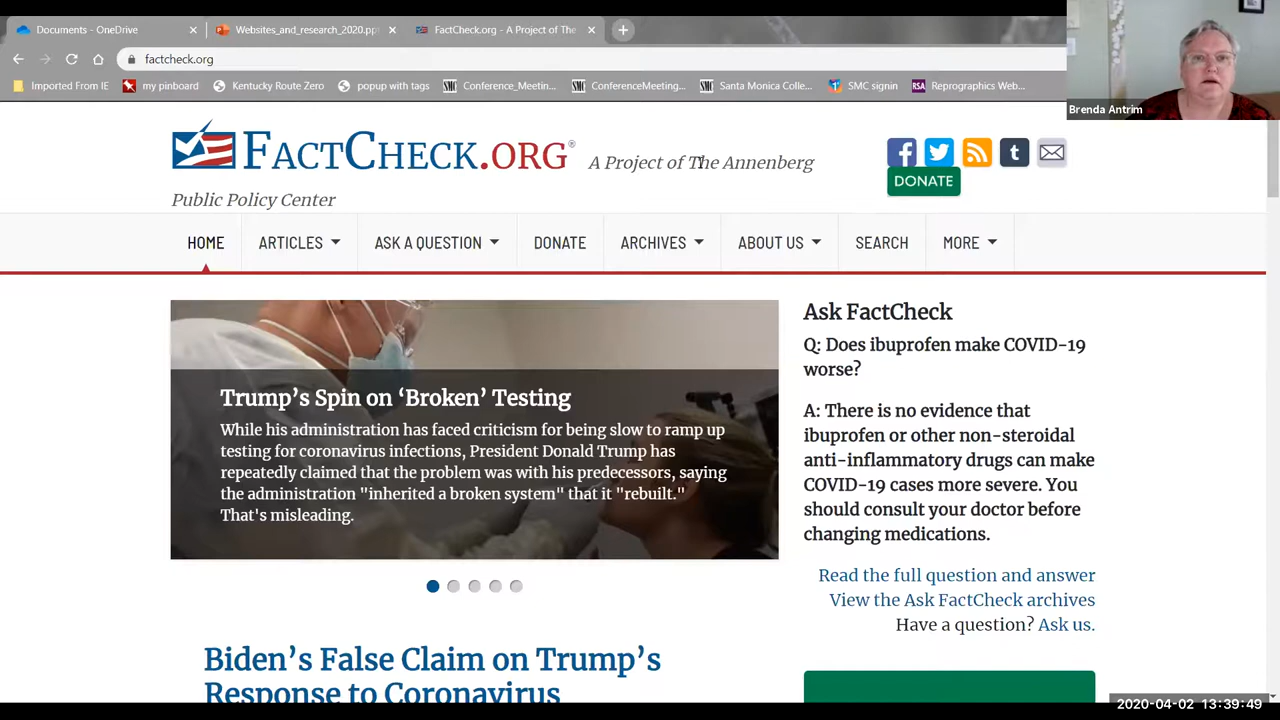 Documents - OneDrive
Websites_and_research_2020.pp
FactCheck.org - A Project of The
factcheck.org
Imported From IE
my pinboard
Kentucky Route Zero
popup with tags
Conference_Meetin...
ConferenceMeeting...
Santa Monica Colle...
SMC signin
Reprographics Web...
Brenda Antrim
FACTCHECK.ORG® A Project of The Annenberg
Public Policy Center
DONATE
HOME
ARTICLES
ASK A QUESTION
DONATE
ARCHIVES
ABOUT US
SEARCH
MORE
Trump's Spin on ‘Broken’ Testing
While his administration has faced criticism for being slow to ramp up
testing for coronavirus infections, President Donald Trump has
repeatedly claimed that the problem was with his predecessors, saying
the administration "inherited a broken system" that it "rebuilt."
That's misleading.
Biden's False Claim on Trump's
Response to Coronavirus
Ask FactCheck
Q: Does ibuprofen make COVID-19
worse?
A: There is no evidence that
ibuprofen or other non-steroidal
anti-inflammatory drugs can make
COVID-19 cases more severe. You
should consult your doctor before
changing medications.
Read the full question and answer
View the Ask FactCheck archives
Have a question? Ask us.
2020-04-02 13:39:49